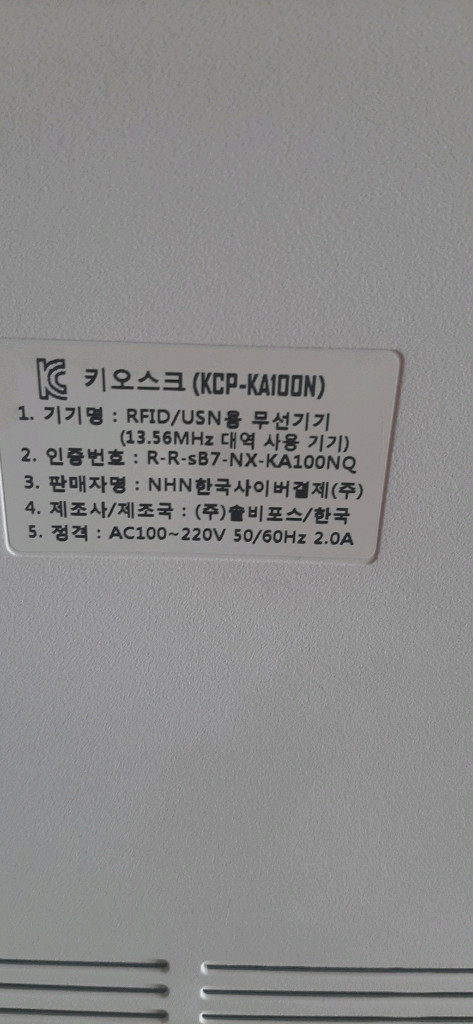 KC 키오스크 (KCP-KA100N)
1. 기기명 : RFID/USN용 무선기기
(13.56MHz 대역 사용 기기)
2. 인증번호 : R-R-sB7-NX-KA100NQ
3. 판매자명 : NHN한국사이버결제(주)
4. 제조사/제조국 : (주)솔비포스/한국
5. 정격 : AC100~220V 50/60Hz 2.0A